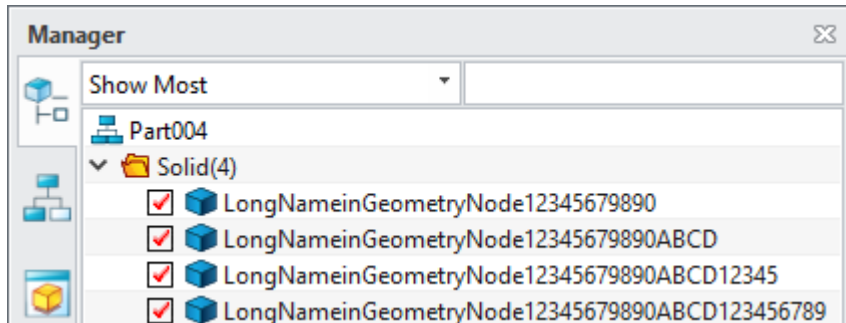 Manager
Show Most
Part004
Solid(4)
LongNameinGeometryNode12345679890
LongNameinGeometryNode12345679890ABCD
LongNameinGeometryNode12345679890ABCD12345
LongNameinGeometryNode12345679890ABCD123456789